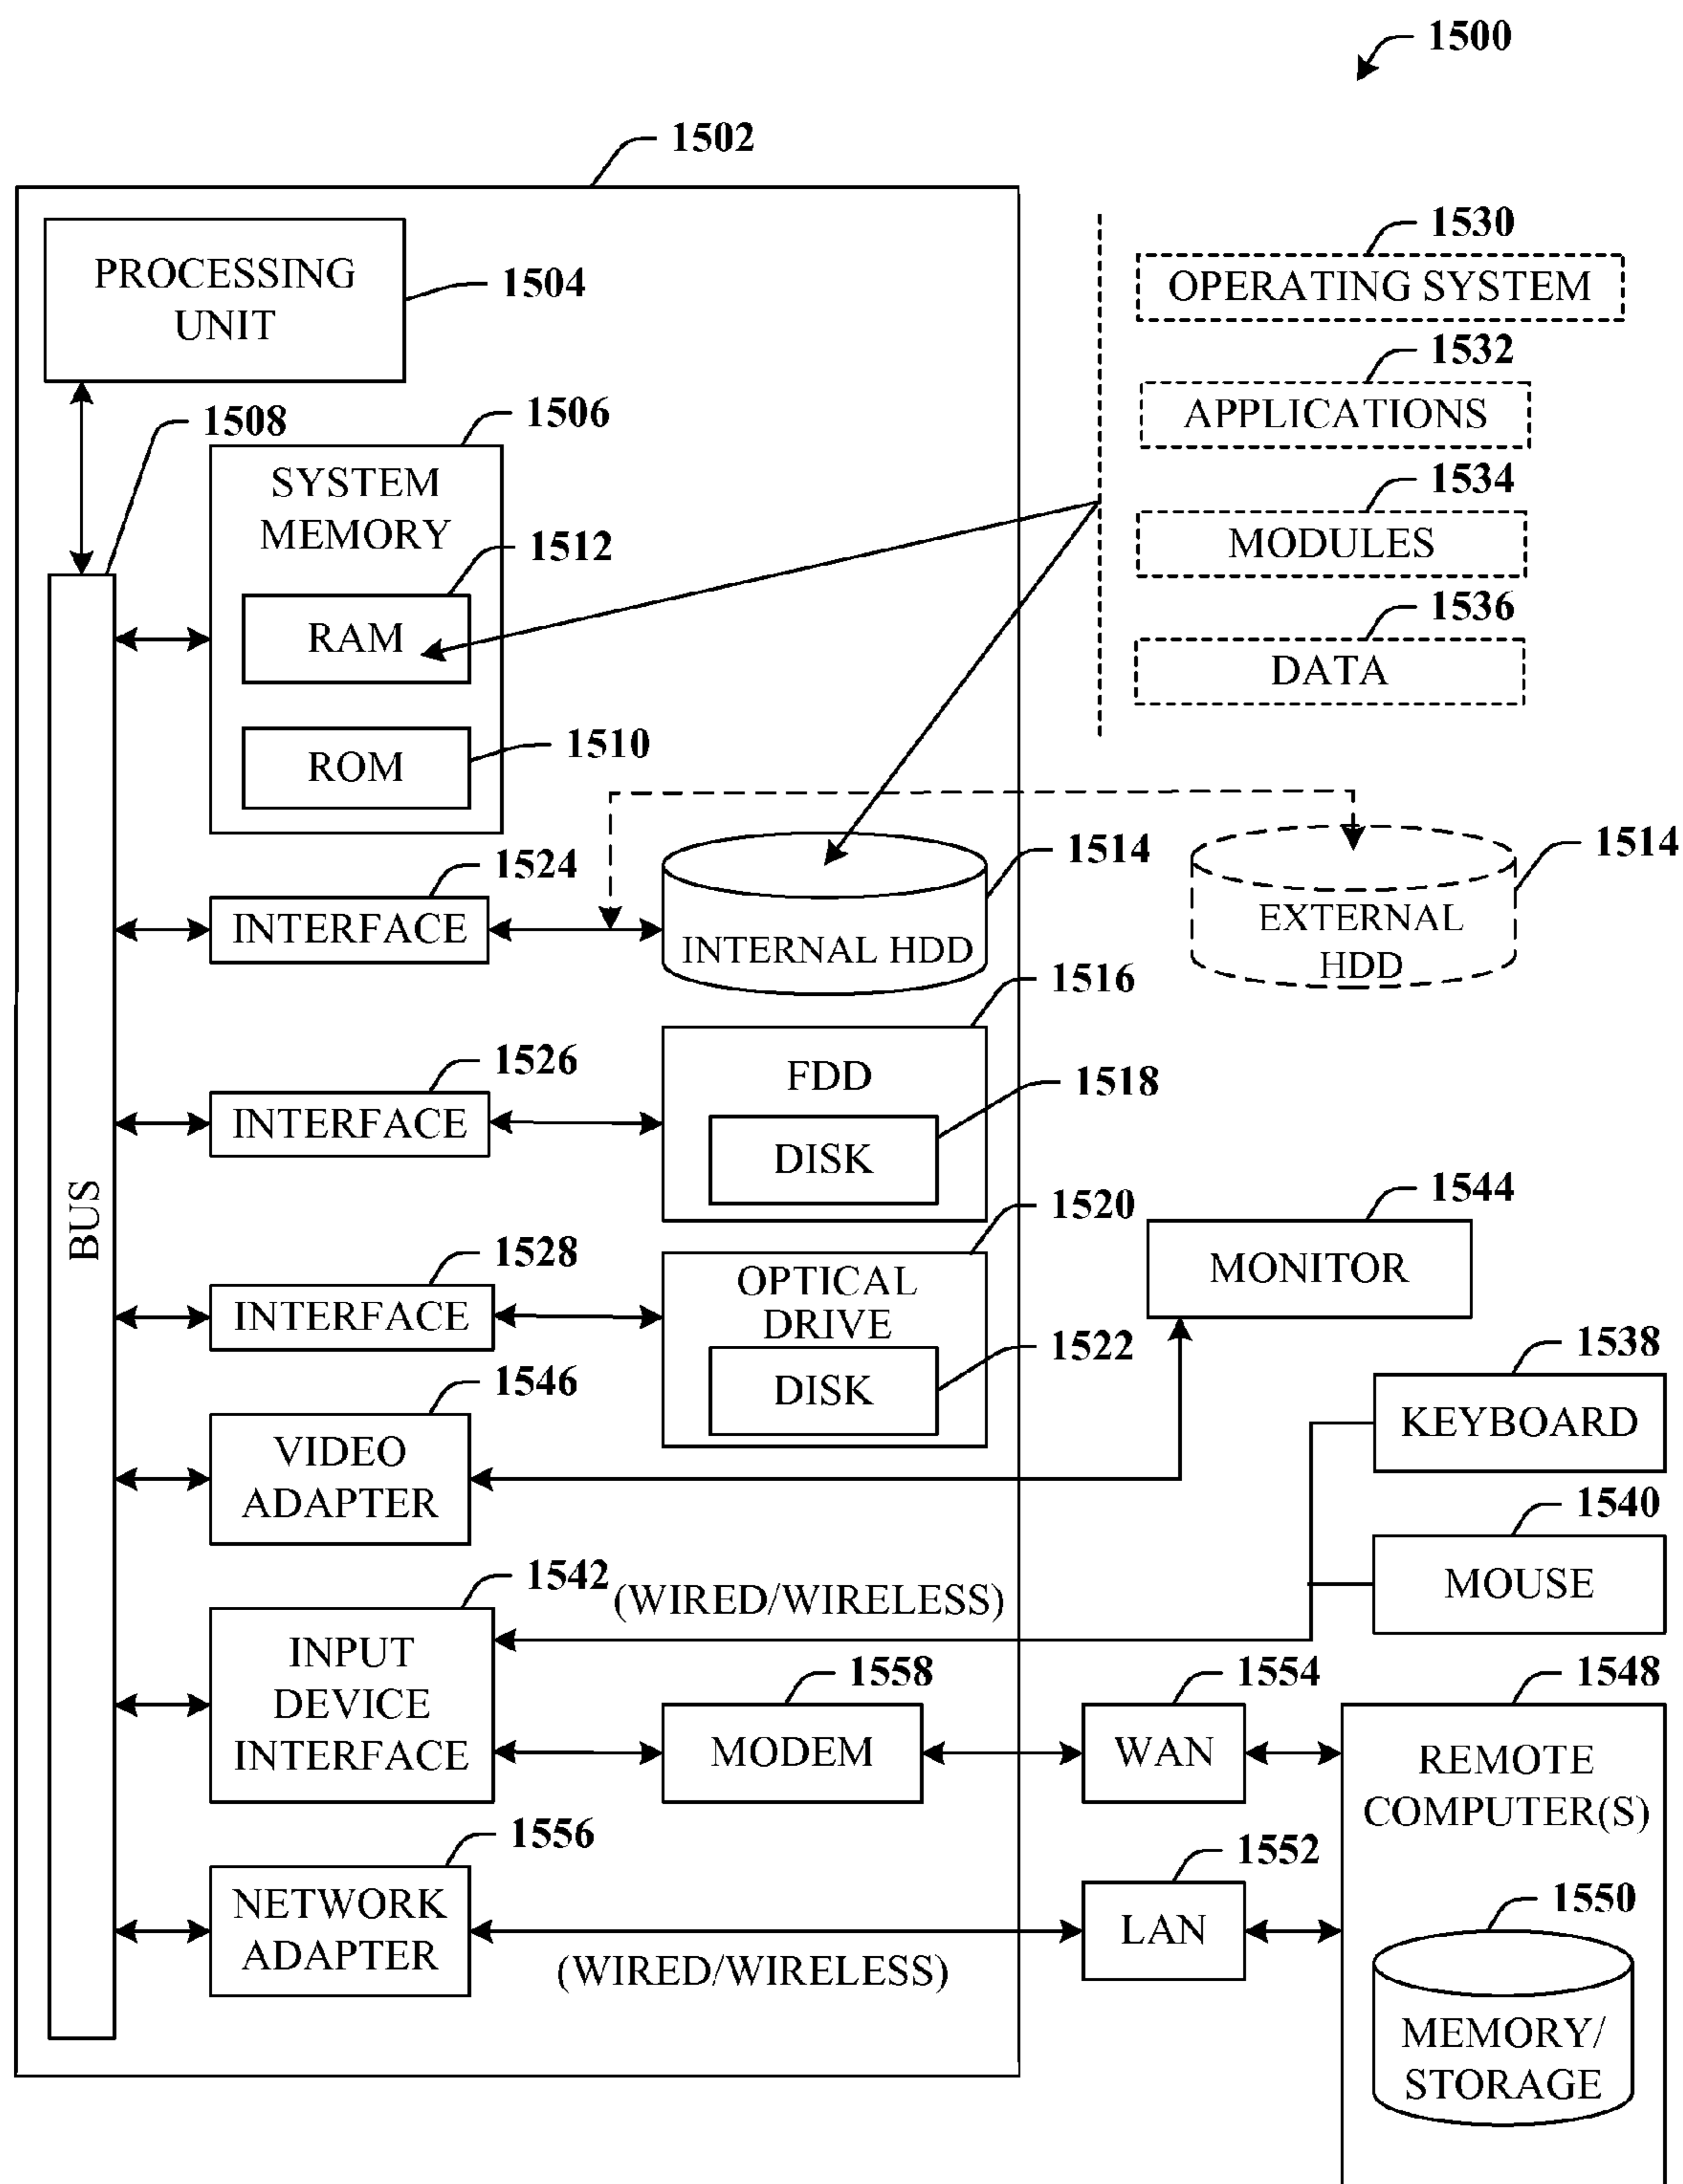 1500
1502
1530
PROCESSING
UNIT
1504
OPERATING SYSTEM
1532
APPLICATIONS
1508
1506
SYSTEM
MEMORY
1534
MODULES
1512
RAM
1536
DATA
1510
ROM
1524
INTERFACE
1514
INTERNAL HDD
1514
EXTERNAL
HDD
1516
FDD
1526
INTERFACE
1518
DISK
BUS
1520
OPTICAL
DRIVE
1544
MONITOR
1528
INTERFACE
1522
DISK
1538
KEYBOARD
1546
VIDEO
ADAPTER
1540
MOUSE
1542
(WIRED/WIRELESS)
INPUT
DEVICE
INTERFACE
1558
MODEM
1554
WAN
1548
REMOTE
COMPUTER(S)
1556
NETWORK
ADAPTER
(WIRED/WIRELESS)
1552
LAN
1550
MEMORY/
STORAGE